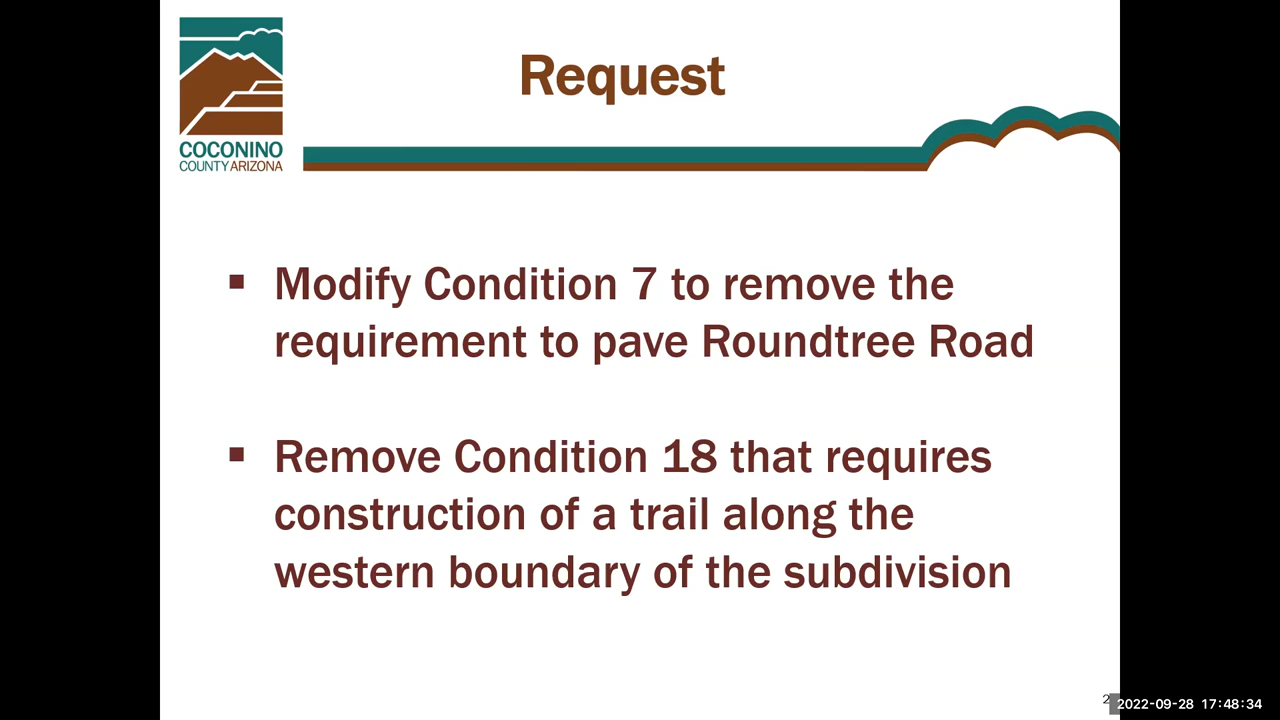 Request
COCONINO
COUNTY ARIZONA
▪ Modify Condition 7 to remove the
requirement to pave Roundtree Road
▪ Remove Condition 18 that requires
construction of a trail along the
western boundary of the subdivision
2
2022-09-28 17:48:34